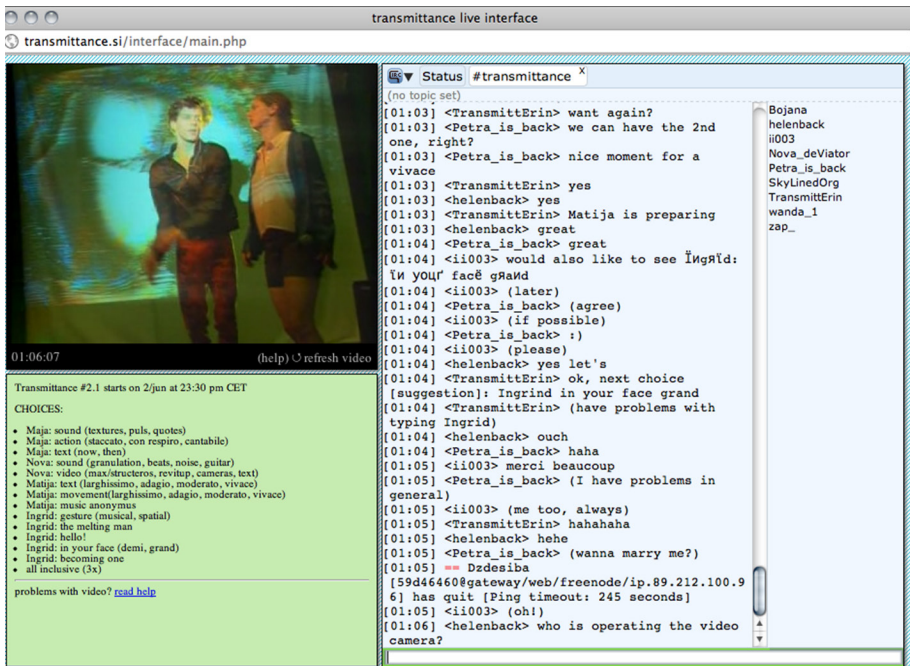 transmittance live interface
transmittance.si/interface/main.php
01:06:07
(help) refresh video
Transmittance #2.1 starts on 2/jun at 23:30 pm CET
CHOICES:
Maja: sound (textures, puls, quotes)
Maja: action (staccato, con respiro, cantabile)
Maja: text (now, then)
Nova: sound (granulation, beats, noise, guitar)
Nova: video (max/structeros, revitup, cameras, text)
Matija: text (larghissimo, adagio, moderato, vivace)
Matija: movement(larghissimo, adagio, moderato, vivace)
Matija: music anonymus
Ingrid: gesture (musical, spatial)
Ingrid: the melting man
Ingrid: hello!
Ingrid: in your face (demi, grand)
Ingrid: becoming one
all inclusive (3x)
problems with video? read help
Status #transmittance x
(no topic set)
[01:03] <TransmittErin> want again?
[01:03] <Petra_is_back> we can have the 2nd
one, right?
[01:03] <Petra_is_back> nice moment for a
vivace
[01:03] <TransmittErin> yes
[01:03] <helenback> yes
[01:03] <TransmittErin> Matija is preparing
[01:03] <helenback> great
[01:04] <Petra_is_back> great
[01:04] <ii003> would also like to see ЇиgЯїd:
їи уоцѓ fасё gЯаиd
[01:04] <ii003> (later)
[01:04] <Petra_is_back> (agree)
[01:04] <ii003> (if possible)
[01:04] <Petra_is_back> :)
[01:04] <ii003> (please)
[01:04] <helenback> yes let's
[01:04] <TransmittErin> ok, next choice
[suggestion]: Ingrind in your face grand
[01:04] <TransmittErin> (have problems with
typing Ingrid)
[01:04] <helenback> ouch
[01:04] <Petra_is_back> haha
[01:05] <ii003> merci beaucoup
[01:05] <Petra_is_back> (I have problems in
general)
[01:05] <ii003> (me too, always)
[01:05] <TransmittErin> hahahaha
[01:05] <helenback> hehe
[01:05] <Petra_is_back> (wanna marry me?)
[01:05] == Dzdesiba
[59d46460@gateway/web/freenode/ip.89.212.100.9
6] has quit [Ping timeout: 245 seconds]
[01:05] <ii003> (oh!)
[01:06] <helenback> who is operating the video
camera?
Bojana
helenback
ii003
Nova_deViator
Petra_is_back
SkyLinedOrg
TransmittErin
wanda_1
zap_